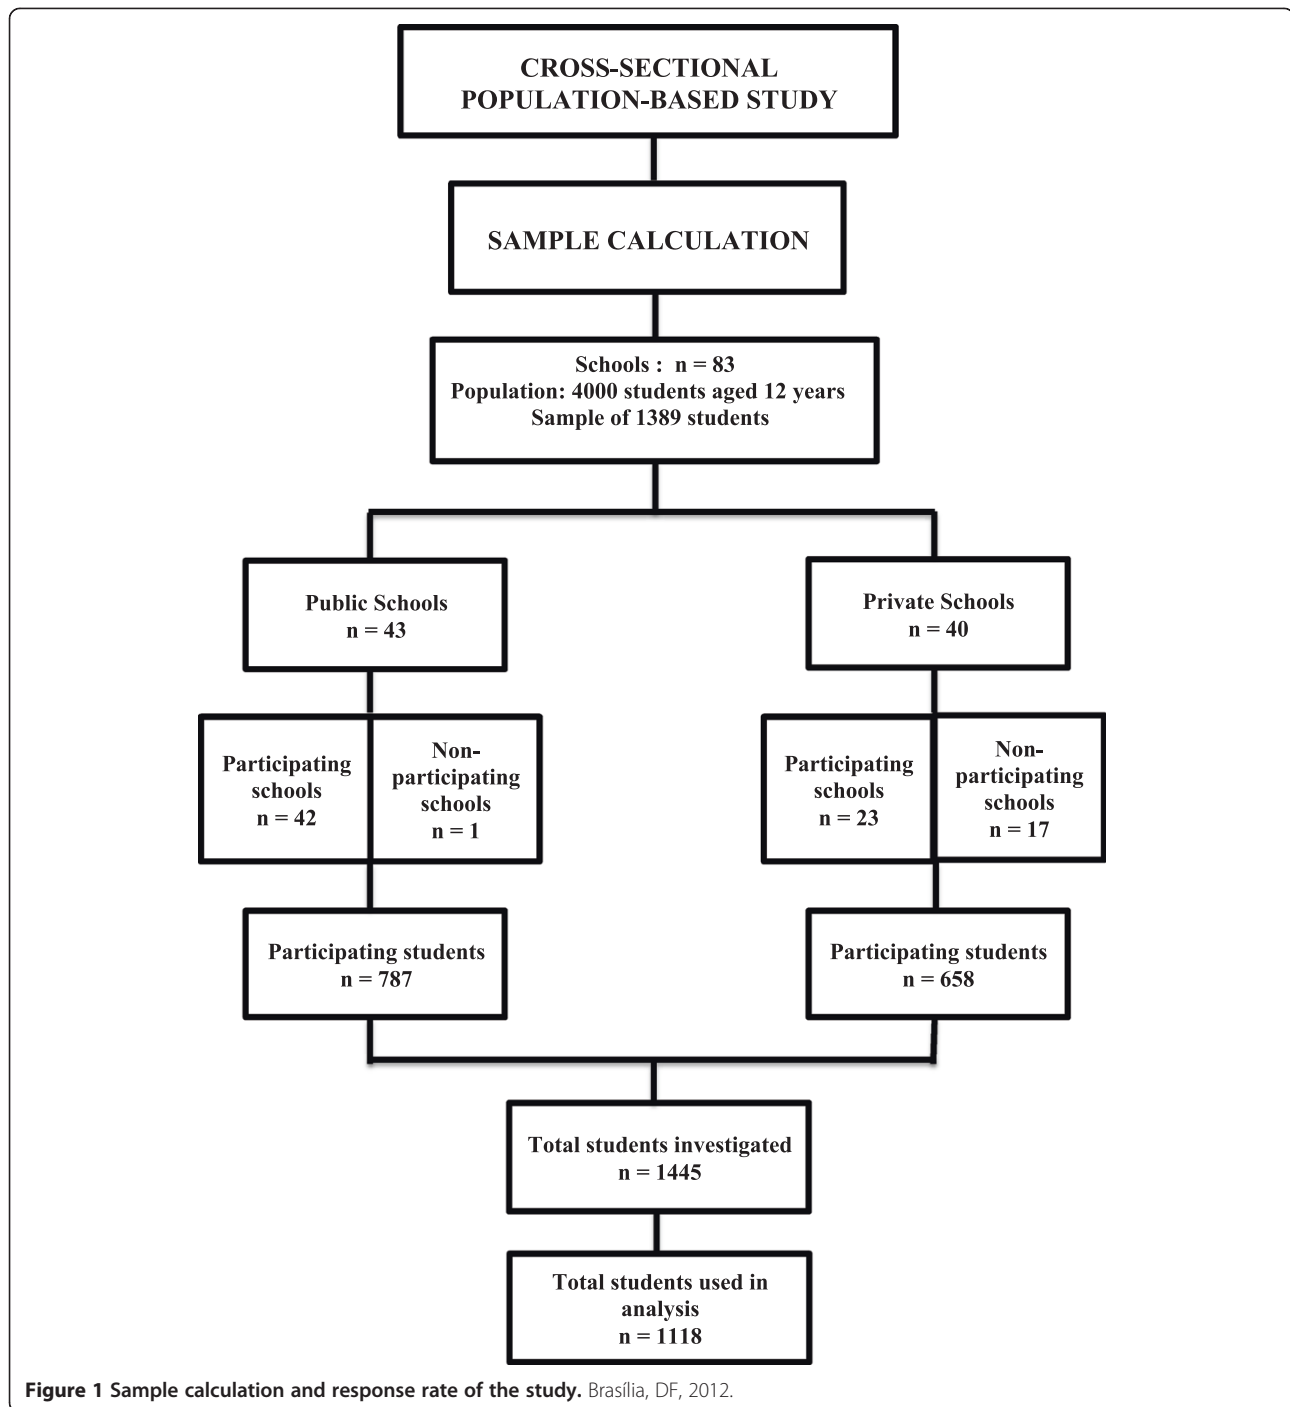 CROSS-SECTIONAL
POPULATION-BASED STUDY
SAMPLE CALCULATION
Schools : n = 83
Population: 4000 students aged 12 years
Sample of 1389 students
Public Schools
n = 43
Private Schools
n = 40
Participating
schools
n = 42
Non-
participating
schools
n = 1
Participating
schools
n = 23
Non-
participating
schools
n = 17
Participating students
n = 787
Participating students
n = 658
Total students investigated
n = 1445
Total students used in
analysis
n = 1118
Figure 1 Sample calculation and response rate of the study. Brasília, DF, 2012.